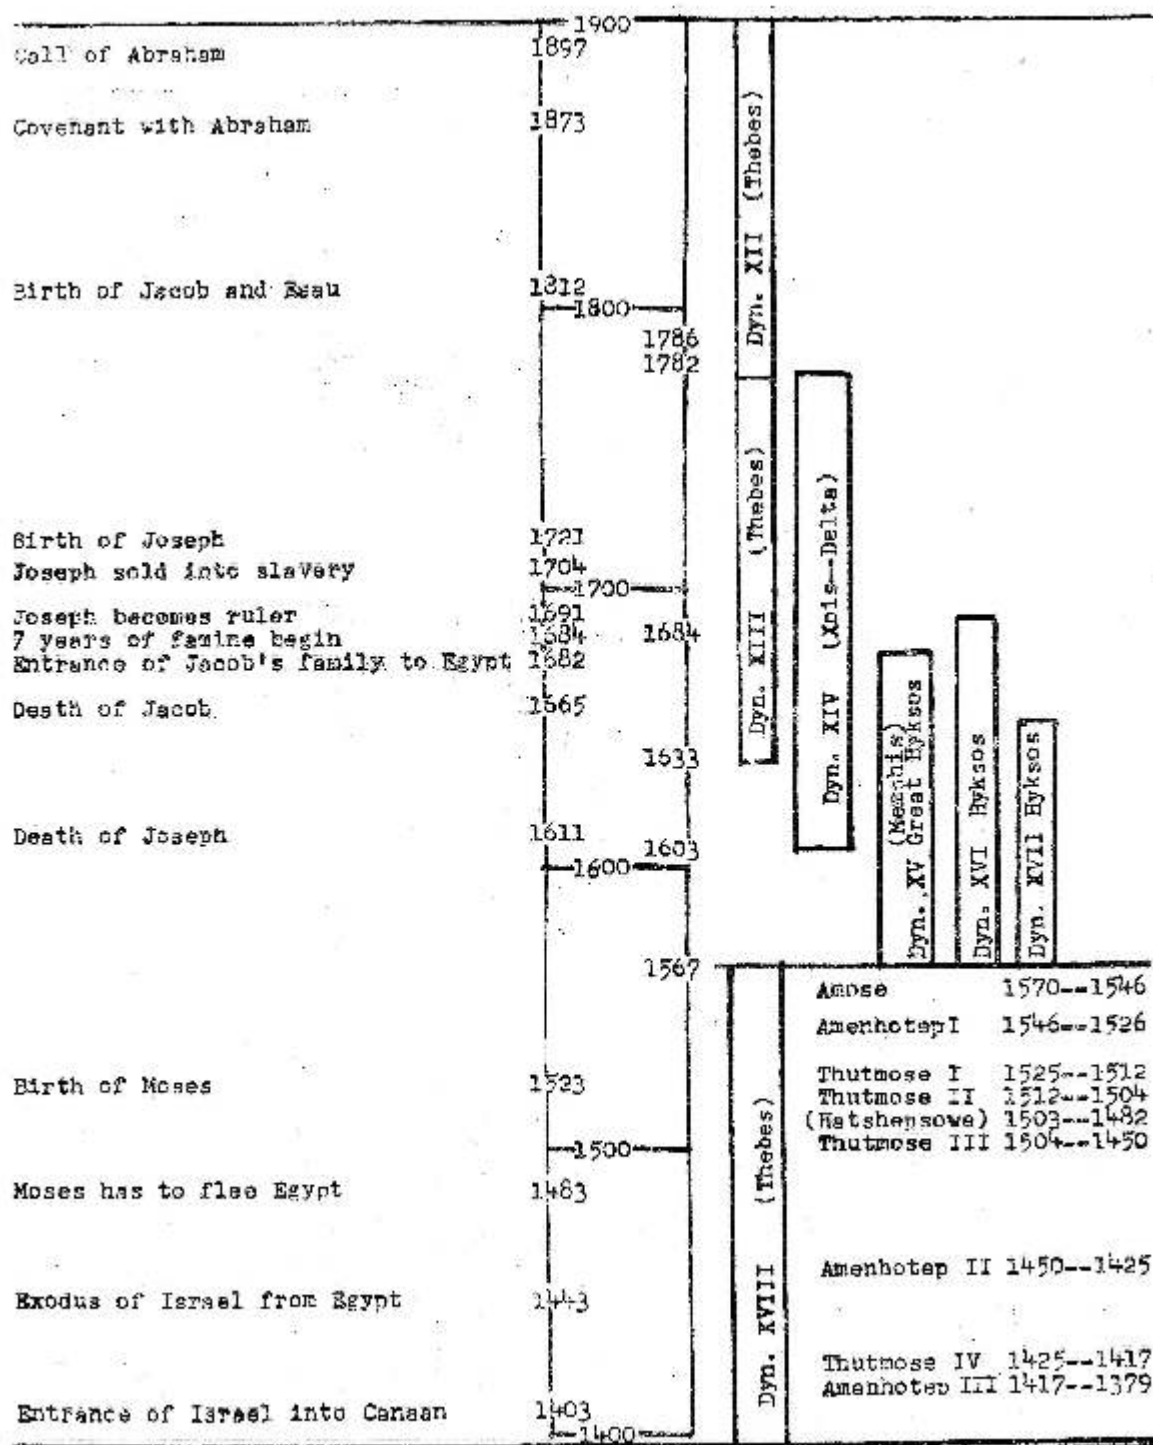 1900
Call of Abraham 1897
Covenant with Abraham 1873
Birth of Jacob and Esau 1812
1800
1786
1782
Birth of Joseph 1721
Joseph sold into slavery 1704
1700
Joseph becomes ruler 1691
7 years of famine begin 1684 1684
Entrance of Jacob's family to Egypt 1682
Death of Jacob 1665
1633
Death of Joseph 1611
1603
1600
1567
Birth of Moses 1523
1500
Moses has to flee Egypt 1483
Exodus of Israel from Egypt 1443
Entrance of Israel into Canaan 1403
1400
Dyn. XII (Thebes)
Dyn. XIII (Thebes)
Dyn. XIV (Xois--Delta)
(Memphis)
Dyn. XV Great Hyksos
Dyn. XVI Hyksos
Dyn. XVII Hyksos
Dyn. XVIII (Thebes)
Amose 1570--1546
Amenhotep I 1546--1526
Thutmose I 1525--1512
Thutmose II 1512--1504
(Hatshepsowe) 1503--1482
Thutmose III 1504--1450
Amenhotep II 1450--1425
Thutmose IV 1425--1417
Amenhotep III 1417--1379